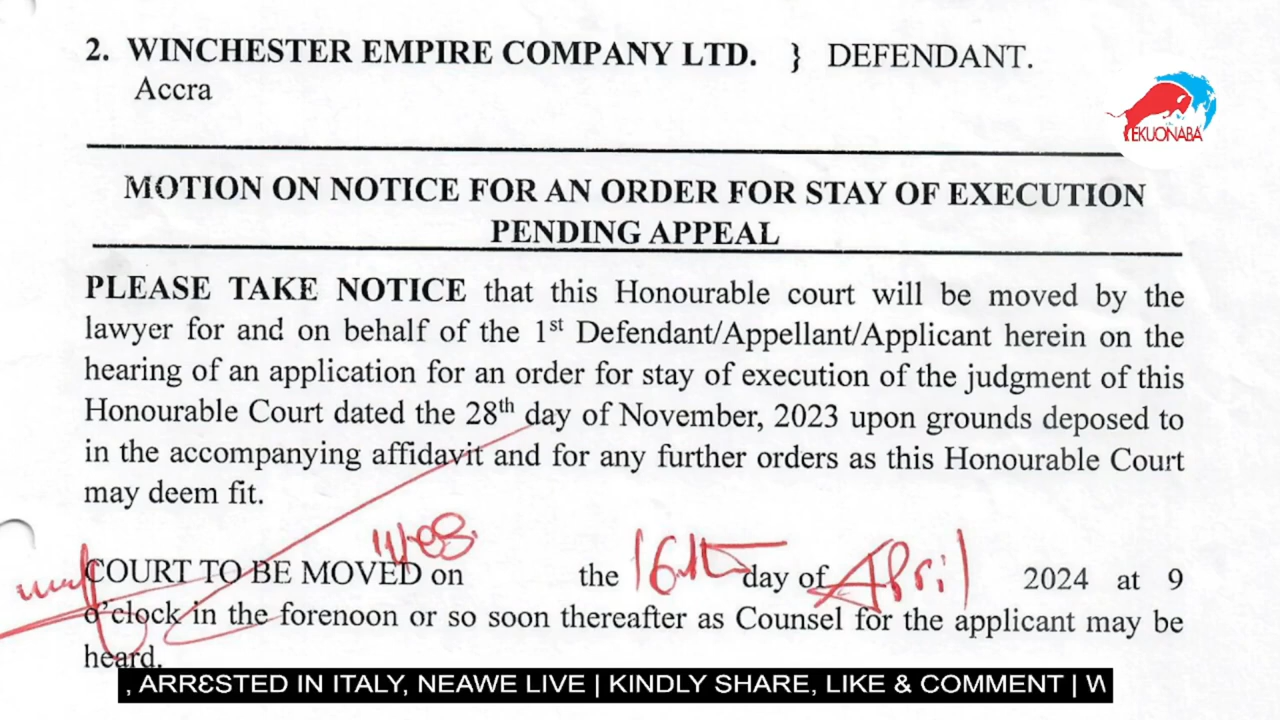 2. WINCHESTER EMPIRE COMPANY LTD. } DEFENDANT.
Accra
EKUONABA
MOTION ON NOTICE FOR AN ORDER FOR STAY OF EXECUTION
PENDING APPEAL
PLEASE TAKE NOTICE that this Honourable court will be moved by the
lawyer for and on behalf of the 1st Defendant/Appellant/Applicant herein on the
hearing of an application for an order for stay of execution of the judgment of this
Honourable Court dated the 28th day of November, 2023 upon grounds deposed to
in the accompanying affidavit and for any further orders as this Honourable Court
may deem fit.
COURT TO BE MOVED on the 16th day of April 2024 at 9
o'clock in the forenoon or so soon thereafter as Counsel for the applicant may be
heard.
, ARRƐSTED IN ITALY, NEAWE LIVE | KINDLY SHARE, LIKE & COMMENT | W